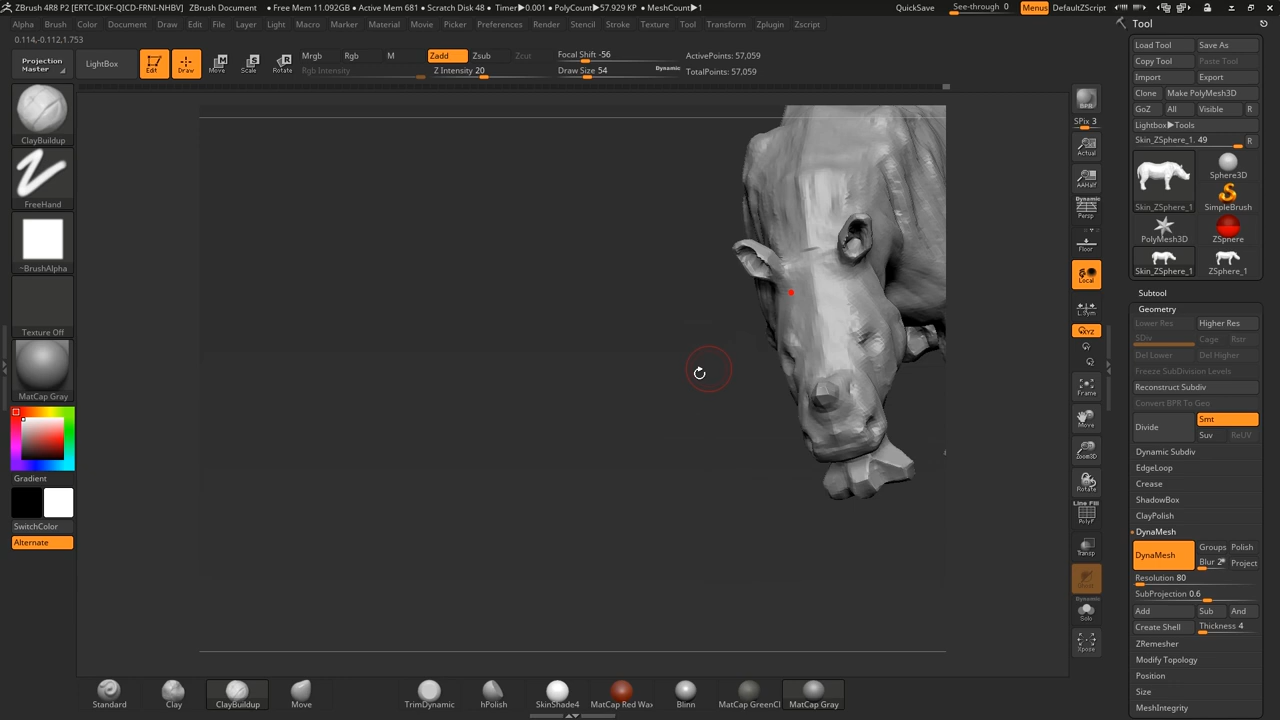 ZBrush 4R8 P2 [ERTC-IDKF-QICD-FRNI-NHBV] ZBrush Document • Free Mem 11.092GB • Active Mem 681 • Scratch Disk 48 • Timer▶0.001 • PolyCount▶57.929 KP • MeshCount▶1 QuickSave See-through 0 Menus DefaultZScript
Alpha Brush Color Document Draw Edit File Layer Light Macro Marker Material Movie Picker Preferences Render Stencil Stroke Texture Tool Transform Zplugin Zscript
0.114,-0.112,1.753
Projection Master
LightBox
Edit
Draw
Move
Scale
Rotate
Mrgb Rgb M
Rgb Intensity
Zadd Zsub Zcut
Z Intensity 20
Focal Shift -56
Draw Size 54
Dynamic
ActivePoints: 57,059
TotalPoints: 57,059
ClayBuildup
FreeHand
~BrushAlpha
Texture Off
MatCap Gray
Gradient
SwitchColor
Alternate
BPR
SPix 3
Actual
AAHalf
Dynamic
Persp
Floor
Local
L.Sym
XYZ
Frame
Move
Zoom3D
Rotate
Line Fill
PolyF
Transp
Dynamic
Solo
Xpose
Tool
Load Tool Save As
Copy Tool Paste Tool
Import Export
Clone Make PolyMesh3D
GoZ All Visible R
Lightbox▶Tools
Skin_ZSphere_1. 49 R
Skin_ZSphere_1
Sphere3D
SimpleBrush
PolyMesh3D
ZSphere
Skin_ZSphere_1
ZSphere_1
Subtool
Geometry
Lower Res Higher Res
SDiv Cage Rstr
Del Lower Del Higher
Freeze SubDivision Levels
Reconstruct Subdiv
Convert BPR To Geo
Divide Smt
Suv ReUV
Dynamic Subdiv
EdgeLoop
Crease
ShadowBox
ClayPolish
DynaMesh
DynaMesh Groups Polish
Blur 2 Project
Resolution 80
SubProjection 0.6
Add Sub And
Create Shell Thickness 4
ZRemesher
Modify Topology
Position
Size
MeshIntegrity
Standard Clay ClayBuildup Move TrimDynamic hPolish SkinShade4 MatCap Red Wax Blinn MatCap GreenCl MatCap Gray